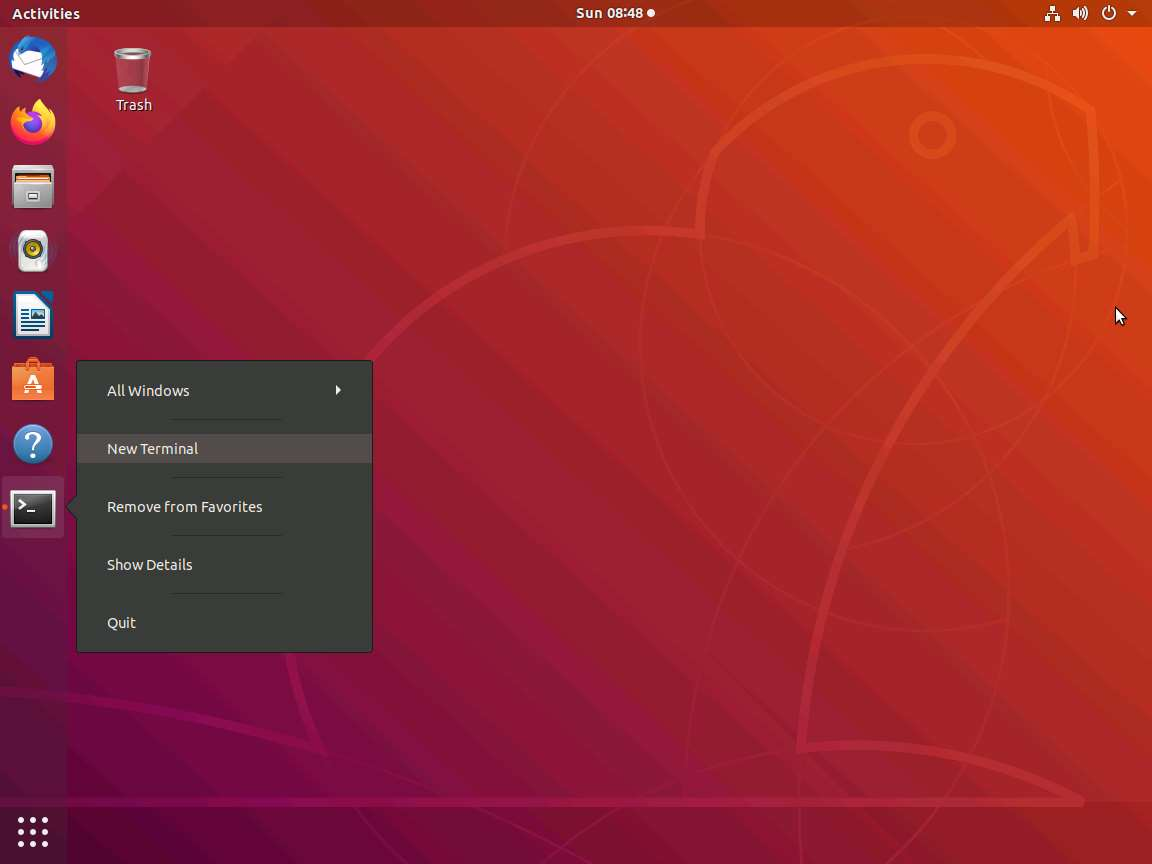 Activities
Sun 08:48
Trash
All Windows
New Terminal
Remove from Favorites
Show Details
Quit